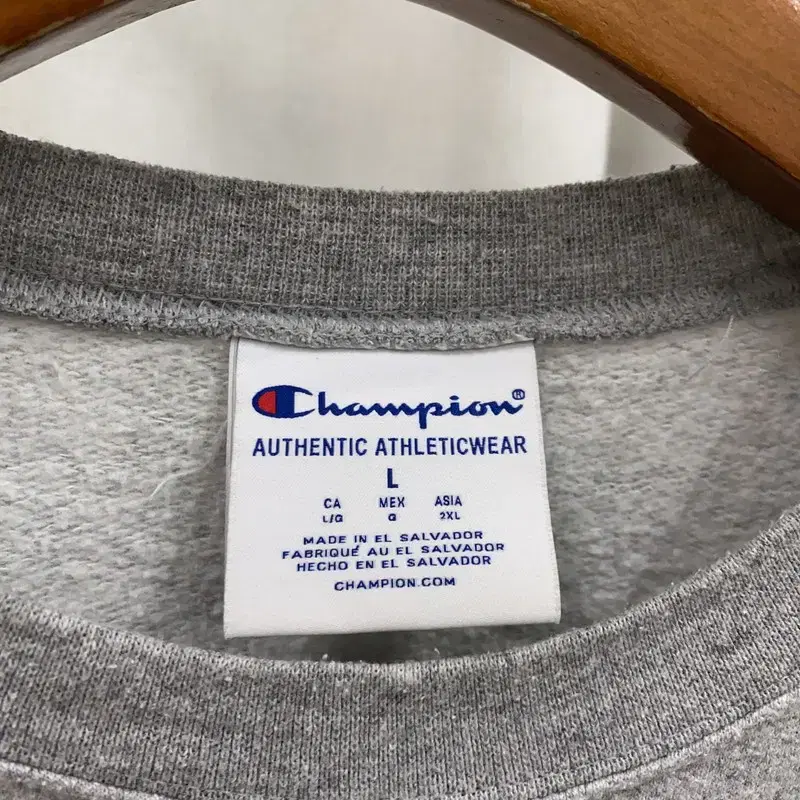 Champion®
AUTHENTIC ATHLETICWEAR
L
CA MEX ASIA
L/G G 2XL
MADE IN EL SALVADOR
FABRIQUÉ AU EL SALVADOR
HECHO EN EL SALVADOR
CHAMPION.COM